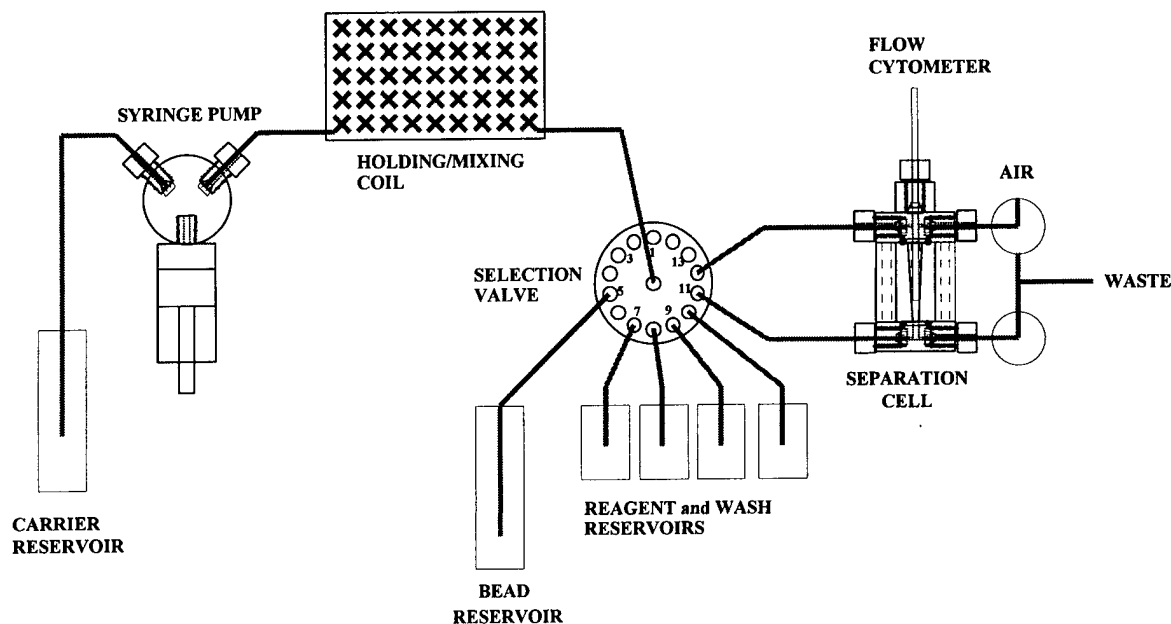 FLOW
CYTOMETER
SYRINGE PUMP
HOLDING/MIXING
COIL
AIR
SELECTION
VALVE
1
3
13
5
11
7
9
WASTE
SEPARATION
CELL
CARRIER
RESERVOIR
REAGENT and WASH
RESERVOIRS
BEAD
RESERVOIR